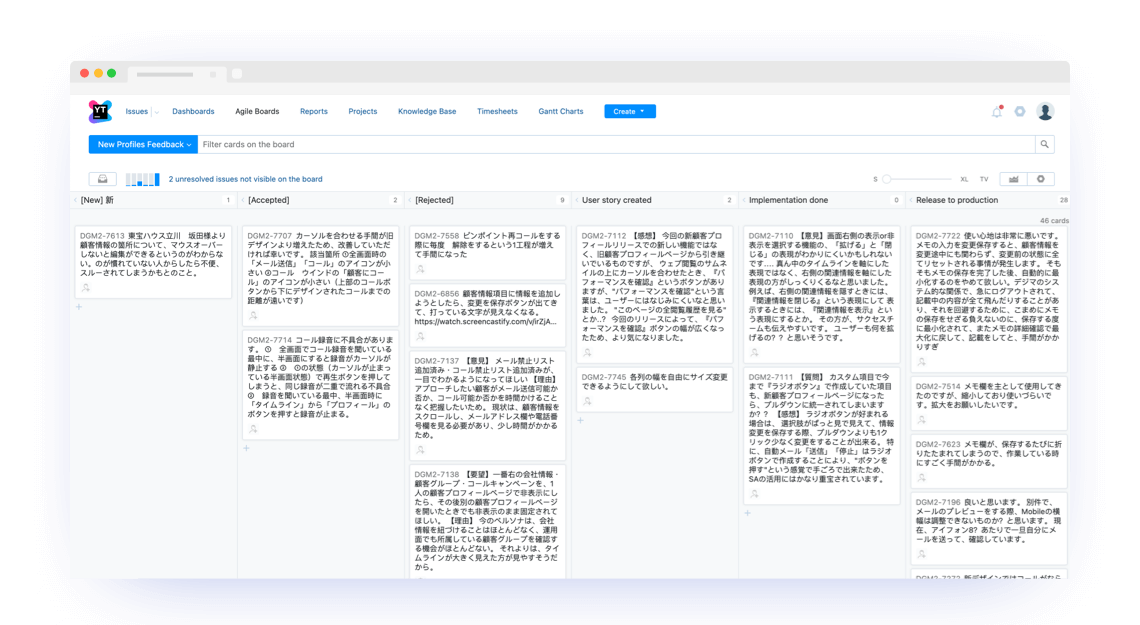 YT
Issues
Dashboards
Agile Boards
Reports
Projects
Knowledge Base
Timesheets
Gantt Charts
Create
New Profiles Feedback
Filter cards on the board
2 unresolved issues not visible on the board
S
XL
TV
[New] 新
1
[Accepted]
2
[Rejected]
9
User story created
2
Implementation done
0
Release to production
28
46 cards
DGM2-7613 東宝ハウス立川 坂田様より
顧客情報の箇所について、マウスオーバー
しないと編集できるというのがわからな
い。のが慣れていない人からしたら不便、
スルーされてしまうかもとのこと。
DGM2-7707 カーソルを合わせる手間が旧
デザインより増えたため、改善していただ
ければ幸いです。 該当箇所 ①全画面時の
「メール送信」「コール」のアイコンが小
さい ②コール ウインドの「顧客にコー
ル」のアイコンが小さい（上部のコールボ
タンから下にデザインされたコールまでの
距離が遠いです）
DGM2-7714 コール録音に不具合がありま
す。 ① 全画面でコール録音を聞いている
最中に、半画面にすると録音がカーソルが
静止する ② ①の状態（カーソルが止まっ
ている半画面状態）で再生ボタンを押して
しまうと、同じ録音が二重で流れる不具合
③ 録音を聞いている最中、半画面時に
「タイムライン」から「プロフィール」の
ボタンを押すと録音が止まる。
DGM2-7558 ピンポイント再コールをする
際に毎度 解除をするという1工程が増え
て手間になった
DGM2-6856 顧客情報項目に情報を追加し
ようとしたら、変更を保存ボタンが出てき
て、打っている文字が見えなくなる。
https://watch.screencastify.com/v/irZjA...
DGM2-7137 【意見】 メール禁止リスト
追加済み・コール禁止リスト追加済みが、
一目でわかるようになってほしい 【理由】
アプローチしたい顧客がメール送信可能か
否か、コール可能か否かを時間かけること
なく把握したいため。 現状は、顧客情報を
スクロールし、メールアドレス欄や電話番
号欄を見る必要があり、少し時間がかかる
ため。
DGM2-7138 【要望】一番右の会社情報・
顧客グループ・コールキャンペーンを、1
人の顧客プロフィールページで非表示にし
たら、その後別の顧客プロフィールページ
を開いたときでも非表示のまま固定されて
ほしい。 【理由】 今のペルソナは、会社
情報を紐づけることはほとんどなく、運用
面でも所属している顧客グループを確認す
る機会がほとんどない。 それよりは、タイ
ムラインが大きく見えた方が見やすそうだ
から。
DGM2-7112 【感想】 今回の新顧客プロ
フィールリリースでの新しい機能ではな
く、旧顧客プロフィールページから引き継
いでいるものですが、 ウェブ閲覧のサムネ
イルの上にカーソルを合わせたとき、『パ
フォーマンスを確認』というボタンがあり
ますが、"パフォーマンスを確認"という言
葉は、ユーザーにはなじみにくいなと思い
ました。 "このページの全閲覧履歴を見る"
とか..？ 今回のリリースによって、 『パフ
ォーマンスを確認』ボタンの幅が広くなっ
たため、より気になりました。
DGM2-7745 各列の幅を自由にサイズ変更
できるようにして欲しい。
DGM2-7110 【意見】画面右側の表示or非
表示を選択する機能の、「拡げる」と「閉
じる」の表現がわかりにくいかもしれない
です.... 真ん中のタイムラインを軸にした
表現ではなく、右側の関連情報を軸にした
表現の方がしっくりくるなと思いました。
例えば、右側の関連情報を隠すときには、
『関連情報を閉じる』という表現にして 表
示するときには、『関連情報を表示』とい
う表現にするとか。 その方が、サクセスチ
ームも伝えやすいです。 ユーザーも何を拡
げるの？？と思いそうです。
DGM2-7111 【質問】 カスタム項目で今
まで『ラジオボタン』で作成していた項目
も、新顧客プロフィールページになった
ら、プルダウンに統一されてしまいます
か？？ 【感想】 ラジオボタンが好まれる
場合は、 選択肢がぱっと見で見えて、情報
変更を保存する際、プルダウンよりも1ク
リック少なく変更をすることが出来る。 特
に、自動メール「送信」「停止」はラジオ
ボタンで作成することにより、"ボタンを
押す"という感覚で手ごろで出来たため、
SAの活用にはかなり重宝されています。
DGM2-7722 使い心地は非常に悪いです。
メモの入力を変更保存すると、顧客情報を
変更途中にも関わらず、変更前の状態に全
てリセットされる事情が発生します。 そも
そもメモの保存を完了した後、自動的に最
小化するのをやめて欲しい。デジマのシス
テム的な関係で、急にログアウトされて、
記載中の内容が全て飛んだりすることがあ
り、それを回避するために、こまめにメモ
の保存をせざる負えないのに、保存する度
に最小化されて、またメモの詳細確認で最
大化に戻して、記載をしてと、手間がかか
りすぎ
DGM2-7514 メモ欄を主として使用してき
たのですが、縮小しており使いづらいで
す。拡大をお願いしたいです。
DGM2-7623 メモ欄が、保存するたびに折
りたたまれてしまうので、作業している時
にすごく手間がかかる。
DGM2-7196 良いと思います。 別件で、
メールのプレビューをする際、Mobileの横
幅は調整できないものか？と思います。 現
在、アイフォン8？あたりで一旦自分にメ
ールを送って、確認しています。